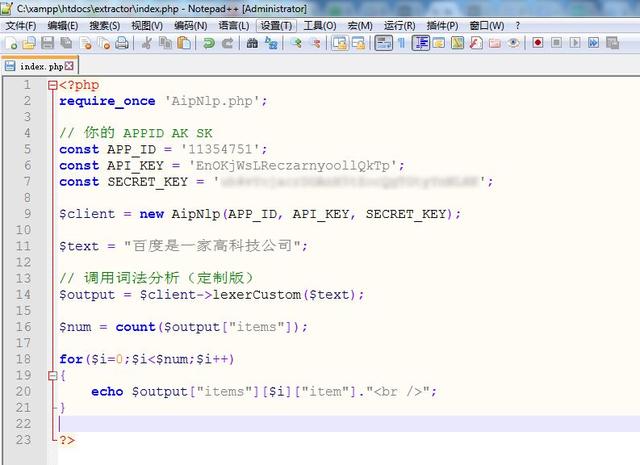 C:\xampp\htdocs\extractor\index.php - Notepad++ [Administrator]
文件(F) 编辑(E) 搜索(S) 视图(V) 编码(N) 语言(L) 设置(T) 工具(O) 宏(M) 运行(R) 插件(P) 窗口(W) ?
index.php
1 <?php
2 require_once 'AipNlp.php';
3
4 // 你的 APPID AK SK
5 const APP_ID = '11354751';
6 const API_KEY = 'EnOKjWsLReczarnyoollQkTp';
7 const SECRET_KEY = '';
8
9 $client = new AipNlp(APP_ID, API_KEY, SECRET_KEY);
10
11 $text = "百度是一家高科技公司";
12
13 // 调用词法分析（定制版）
14 $output = $client->lexerCustom($text);
15
16 $num = count($output["items"]);
17
18 for($i=0;$i<$num;$i++)
19 {
20 echo $output["items"][$i]["item"]."<br />";
21 }
22
23 ?>